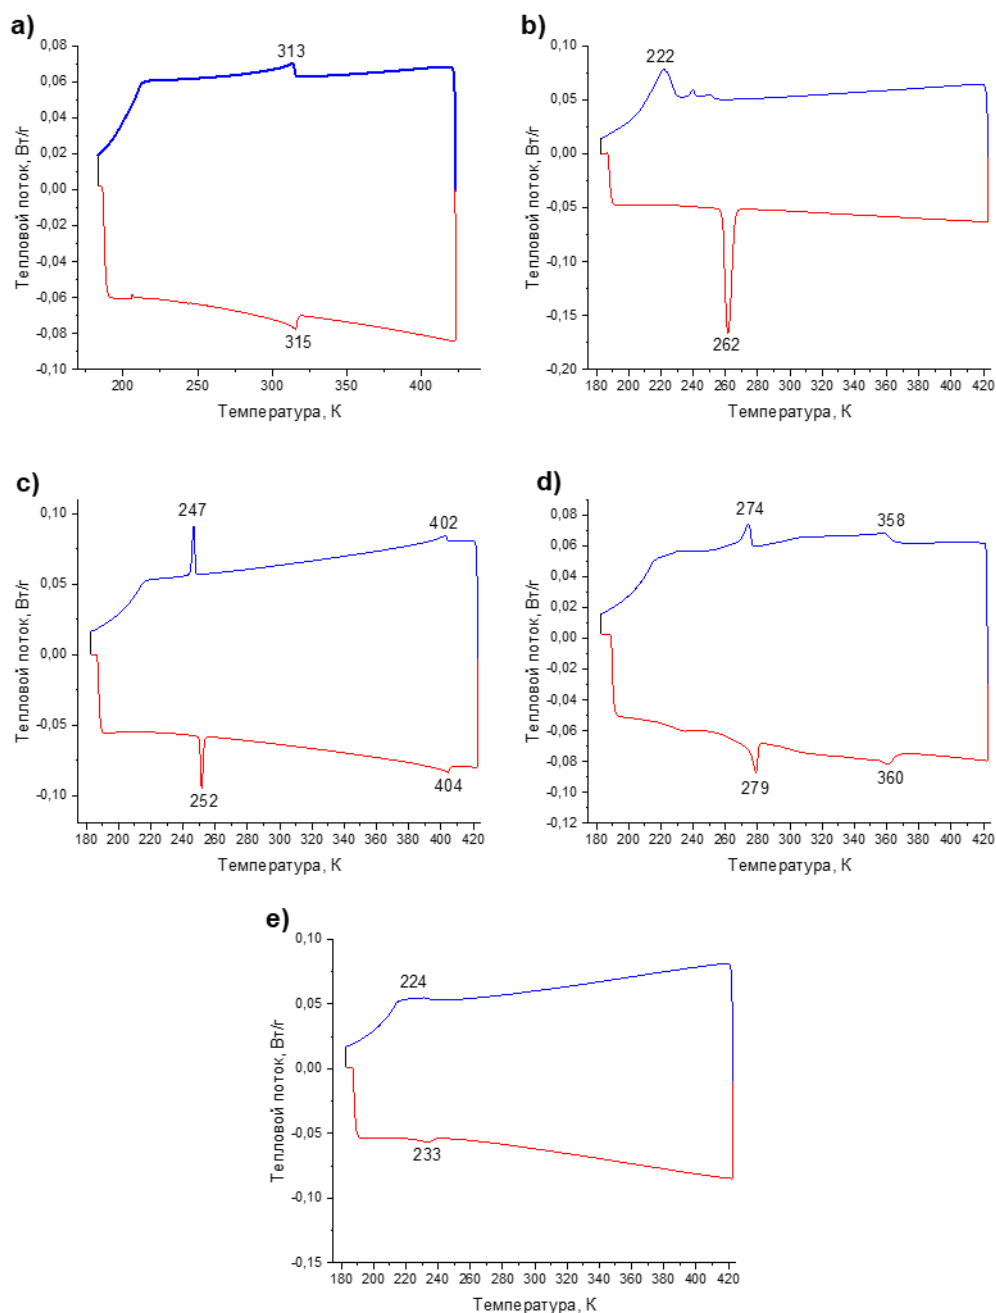 a)
313
0,08
0,06
0,04
0,02
0,00
-0,02
-0,04
-0,06
-0,08
-0,10
Тепловой поток, Вт/г
315
200 250 300 350 400
Температура, К
b)
222
0,10
0,05
0,00
-0,05
-0,10
-0,15
-0,20
Тепловой поток, Вт/г
262
180 200 220 240 260 280 300 320 340 360 380 400 420
Температура, К
c)
247
402
0,10
0,05
0,00
-0,05
-0,10
Тепловой поток, Вт/г
252
404
180 200 220 240 260 280 300 320 340 360 380 400 420
Температура, К
d)
274
358
0,08
0,06
0,04
0,02
0,00
-0,02
-0,04
-0,06
-0,08
-0,10
-0,12
Тепловой поток, Вт/г
279
360
180 200 220 240 260 280 300 320 340 360 380 400 420
Температура, К
e)
224
0,10
0,05
0,00
-0,05
-0,10
-0,15
Тепловой поток, Вт/г
233
180 200 220 240 260 280 300 320 340 360 380 400 420
Температура, К